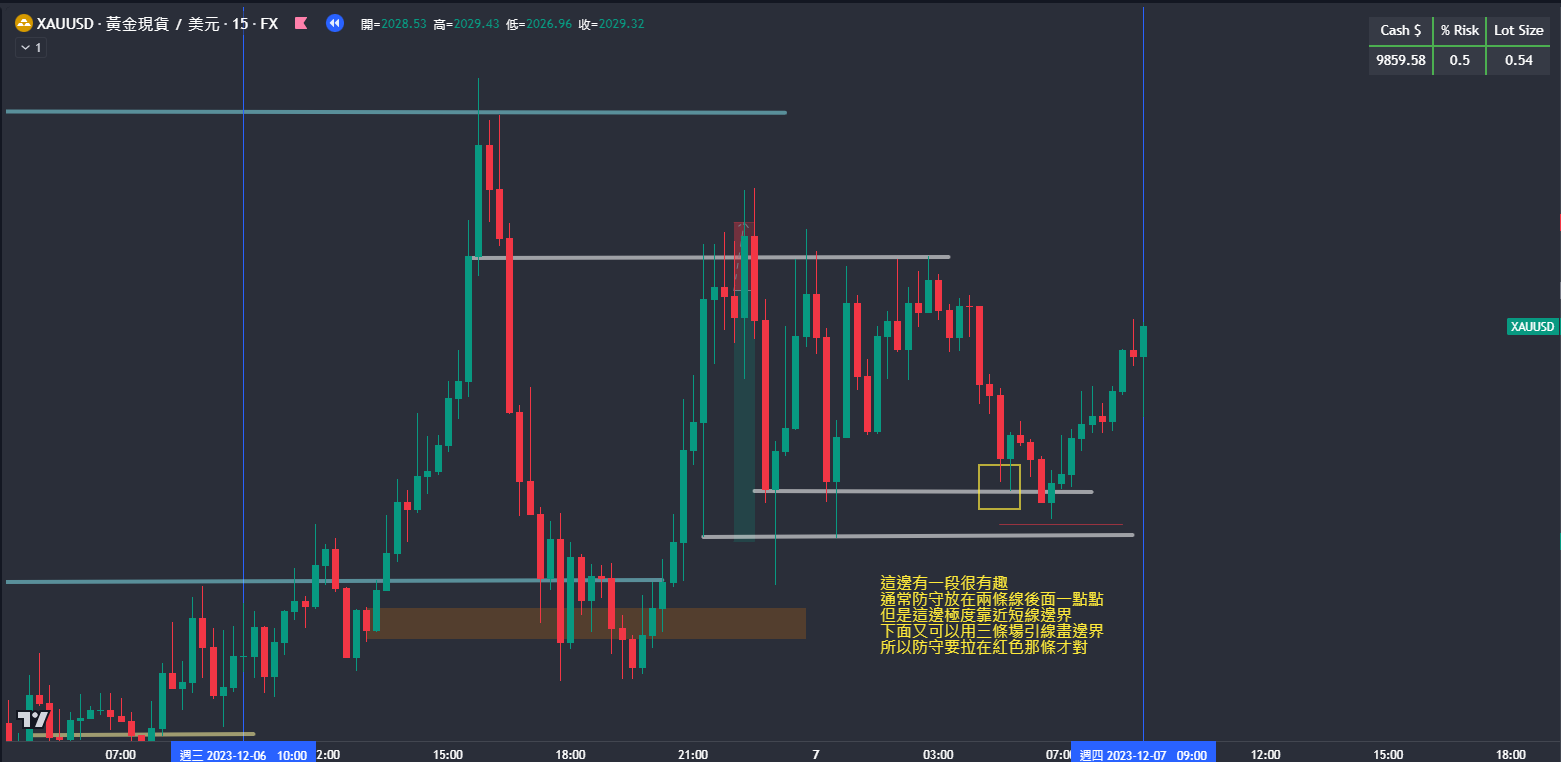 XAUUSD · 黃金現貨 / 美元 · 15 · FX 開=2028.53 高=2029.43 低=2026.96 收=2029.32
1
Cash $ % Risk Lot Size
9859.58 0.5 0.54
XAUUSD
這邊有一段很有趣
通常防守放在兩條線後面一點點
但是這邊極度靠近短線邊界
下面又可以用三條場引線畫邊界
所以防守要拉在紅色那條才對
07:00 週三 2023-12-06 10:00 2:00 15:00 18:00 21:00 7 03:00 07:00 週四 2023-12-07 09:00 12:00 15:00 18:00